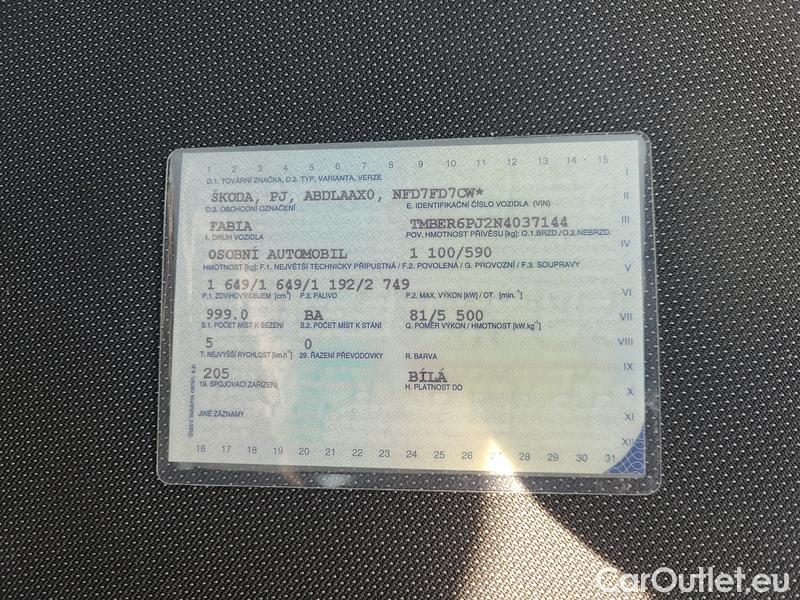 1 2 3 4 5 6 7 8 9 10 11 12 13 14 15
I
D.1. TOVÁRNÍ ZNAČKA, D.2. TYP, VARIANTA, VERZE
ŠKODA, PJ, ABDLAAX0, NFD7FD7CW*
II
D.3. OBCHODNÍ OZNAČENÍ E. IDENTIFIKAČNÍ ČÍSLO VOZIDLA (VIN)
FABIA TMBER6PJ2N4037144
III
1. DRUH VOZIDLA POV. HMOTNOST PŘÍVĚSU [kg]: O.1.BRZD./O.2.NEBRZD.
OSOBNÍ AUTOMOBIL 1 100/590
IV
HMOTNOST [kg]: F.1. NEJVĚTŠÍ TECHNICKY PŘÍPUSTNÁ / F.2. POVOLENÁ / G. PROVOZNÍ / F.3. SOUPRAVY
V
1 649/1 649/1 192/2 749
VI
P.1. ZDVIHOVÝ OBJEM [cm³] P.3. PALIVO P.2. MAX. VÝKON [kW] / OT. [min.⁻¹]
999.0 BA 81/5 500
VII
S.1. POČET MÍST K SEZENÍ S.2. POČET MÍST K STÁNÍ Q. POMĚR VÝKON / HMOTNOST [kW.kg⁻¹]
5 0
VIII
T. NEJVYŠŠÍ RYCHLOST [km.h⁻¹] 29. ŘAZENÍ PŘEVODOVKY R. BARVA
205 BÍLÁ
IX
19. SPOJOVACÍ ZAŘÍZENÍ H. PLATNOST DO
X
JINÉ ZÁZNAMY
XI
XII
16 17 18 19 20 21 22 23 24 25 26 27 28 29 30 31
Státní tiskárna cenin, s.p.
CarOutlet.eu